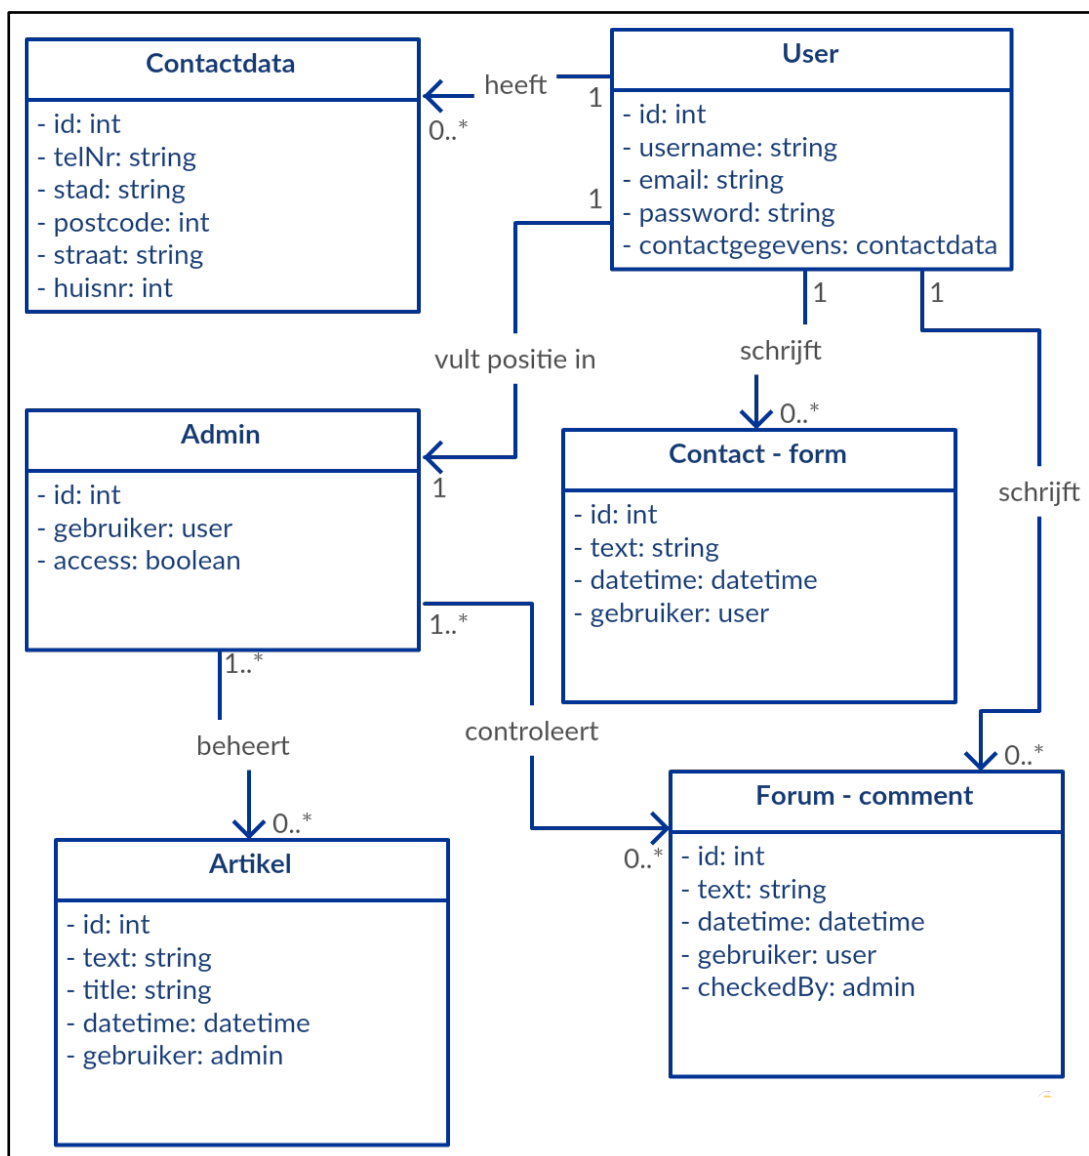 Contactdata
- id: int
- telNr: string
- stad: string
- postcode: int
- straat: string
- huisnr: int
heeft
1
0..*
User
- id: int
- username: string
- email: string
- password: string
- contactgegevens: contactdata
1
vult positie in
1
1
schrijft
0..*
1
schrijft
0..*
Admin
- id: int
- gebruiker: user
- access: boolean
Contact - form
- id: int
- text: string
- datetime: datetime
- gebruiker: user
1..*
beheert
0..*
1..*
controleert
0..*
Artikel
- id: int
- text: string
- title: string
- datetime: datetime
- gebruiker: admin
Forum - comment
- id: int
- text: string
- datetime: datetime
- gebruiker: user
- checkedBy: admin